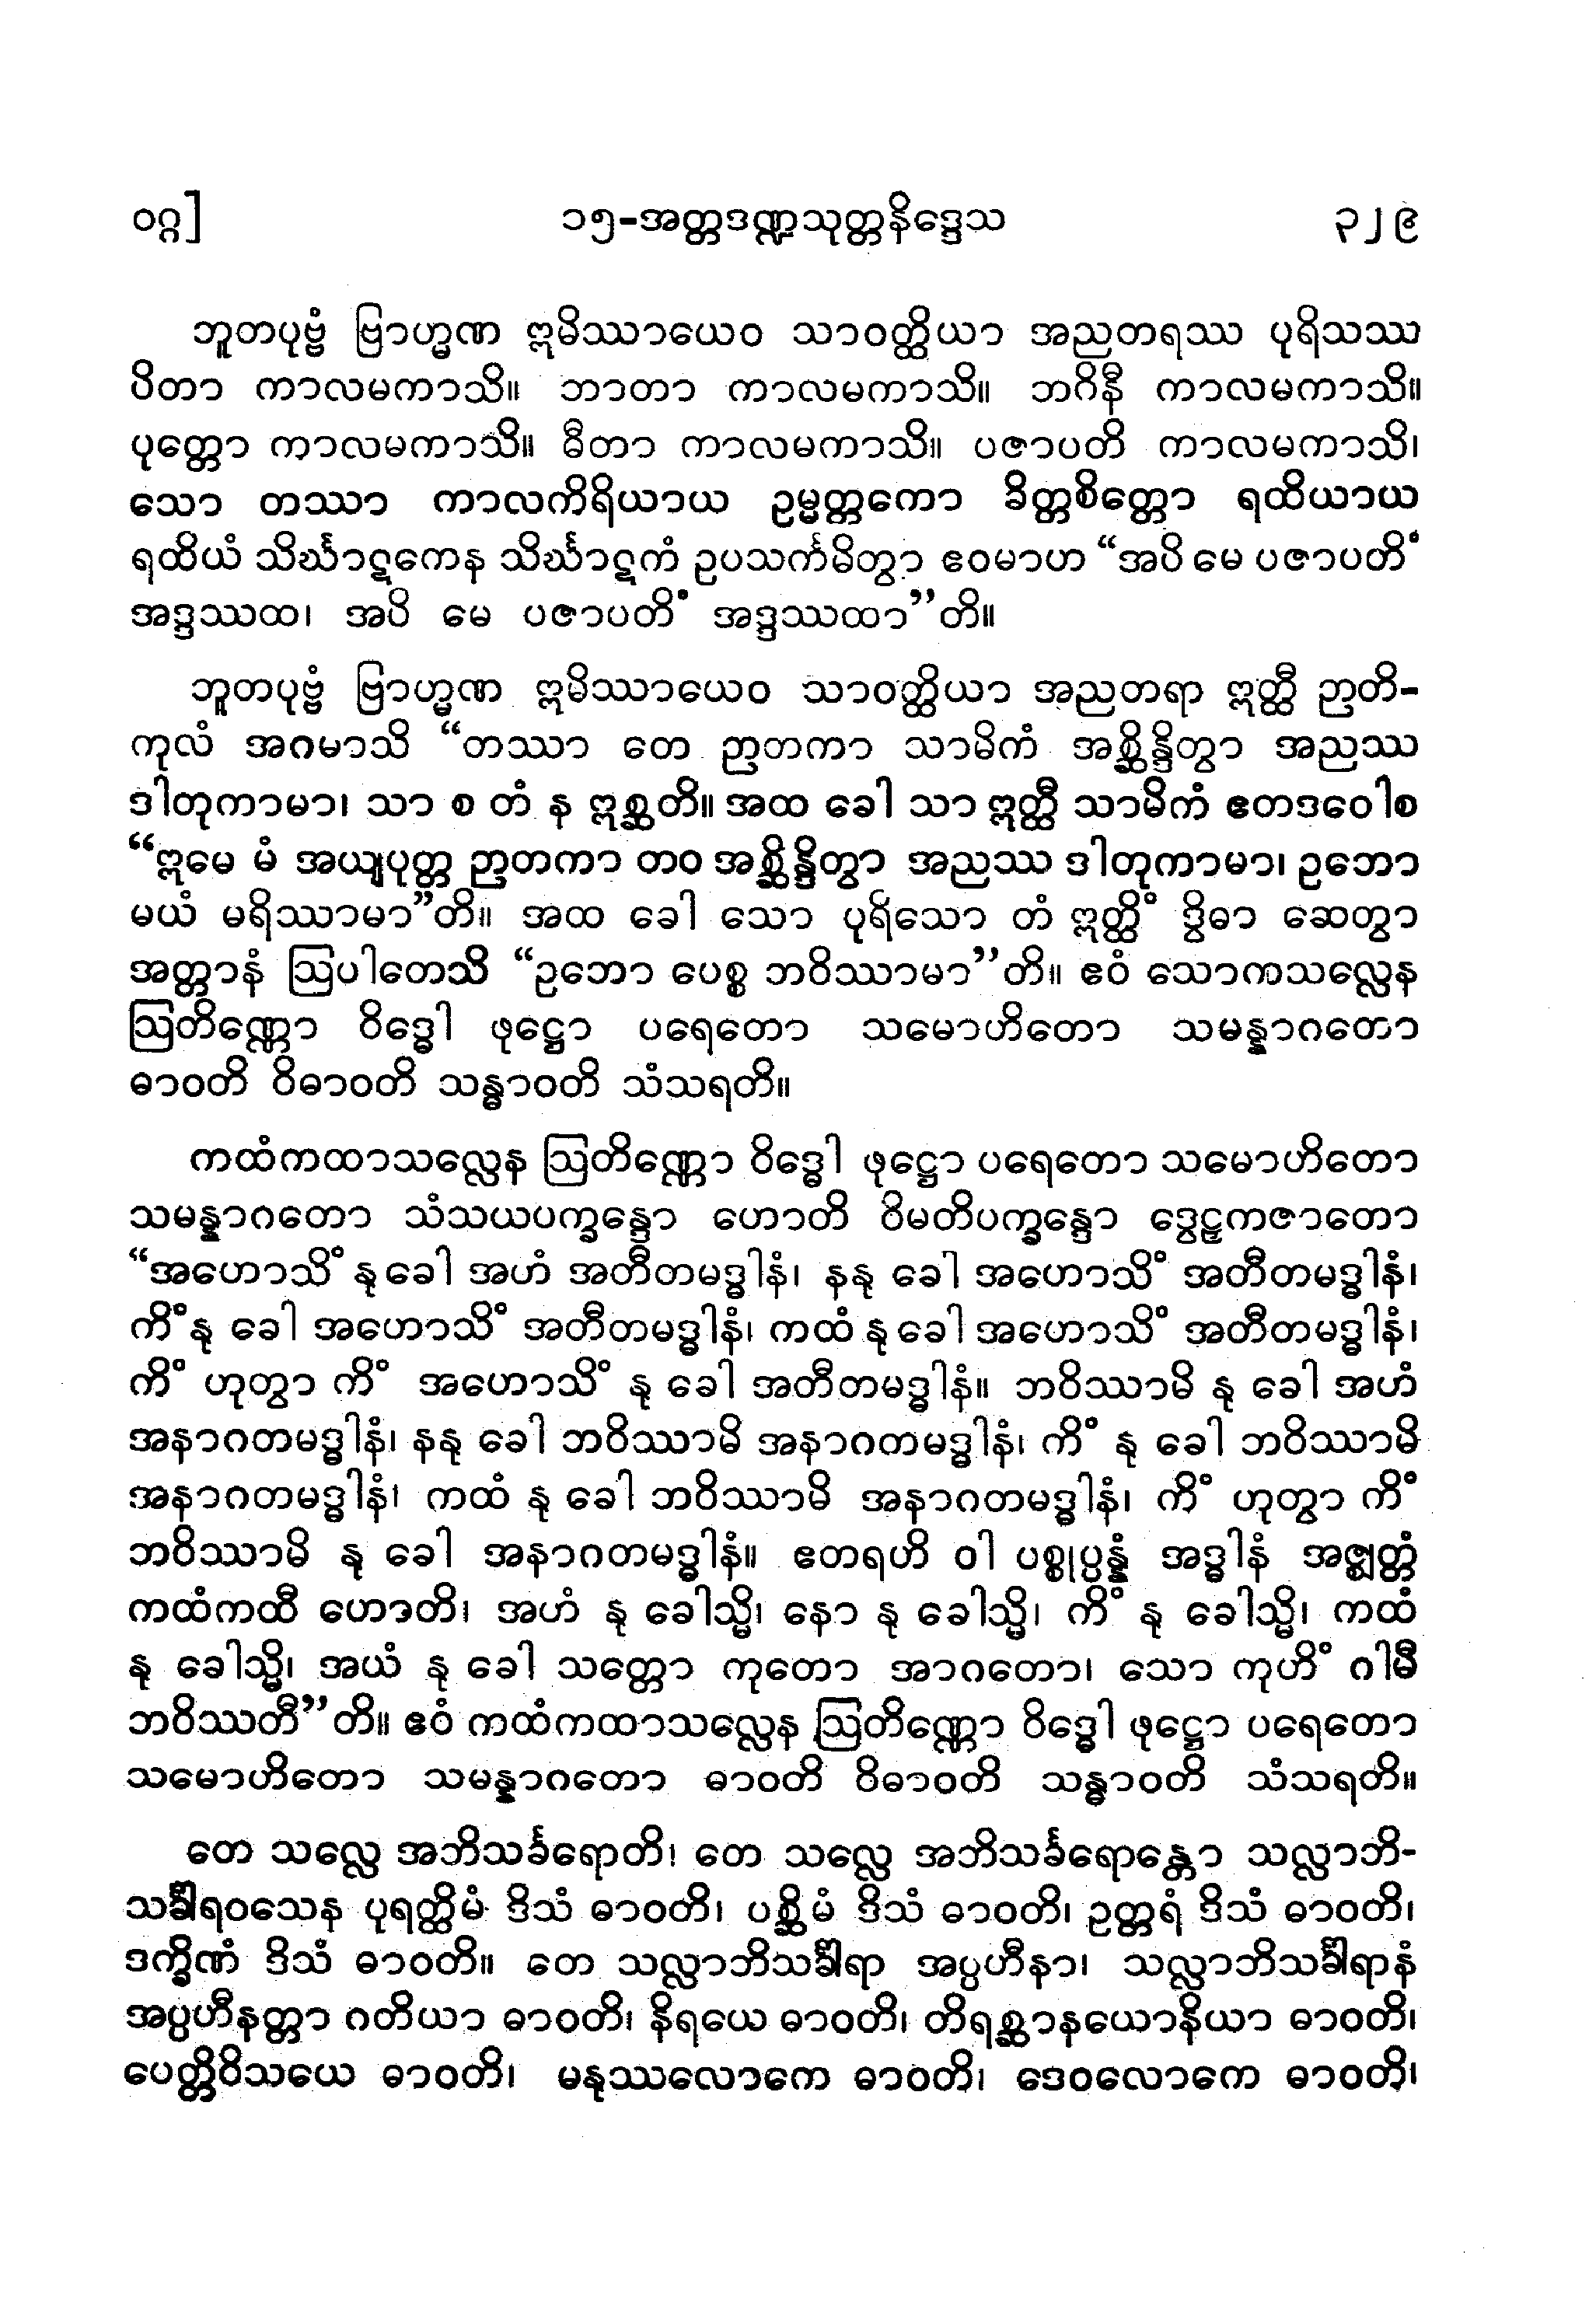 ဝဂ္ဂ] ၁၅-အတ္တဒဏ္ဍသုတ္တနိဒ္ဒေသ ၃၂၉
ဘူတပုဗ္ဗံ ဗြာဟ္မဏ ဣမိဿာယေဝ သာဝတ္ထိယာ အညတရဿ ပုရိသဿ
ပိတာ ကာလမကာသိ။ ဘာတာ ကာလမကာသိ။ ဘဂိနီ ကာလမကာသိ။
ပုတ္တော ကာလမကာသိ။ ဓီတာ ကာလမကာသိ။ ပဇာပတိ ကာလမကာသိ၊
သော တဿာ ကာလကိရိယာယ ဥမ္မတ္တကော ခိတ္တစိတ္တော ရထိယာယ
ရထိယံ သိင်္ဃာဋကေန သိင်္ဃာဋကံ ဥပသင်္ကမိတွာ ဧဝမာဟ “အပိ မေ ပဇာပတိံ
အဒ္ဒဿထ၊ အပိ မေ ပဇာပတိံ အဒ္ဒဿထာ”တိ။
ဘူတပုဗ္ဗံ ဗြာဟ္မဏ ဣမိဿာယေဝ သာဝတ္ထိယာ အညတရာ ဣတ္ထီ ဉာတိ-
ကုလံ အဂမာသိ “တဿာ တေ ဉာတကာ သာမိကံ အစ္ဆိန္ဒိတွာ အညဿ
ဒါတုကာမာ၊ သာ စ တံ န ဣစ္ဆတိ။ အထ ခေါ သာ ဣတ္ထီ သာမိကံ ဧတဒဝေါစ
“ဣမေ မံ အယျပုတ္တ ဉာတကာ တဝ အစ္ဆိန္ဒိတွာ အညဿ ဒါတုကာမာ၊ ဥဘော
မယံ မရိဿာမာ”တိ။ အထ ခေါ သော ပုရိသော တံ ဣတ္ထိံ ဒွိဓာ ဆေတွာ
အတ္တာနံ ဩပါတေသိ “ဥဘော ပေစ္စ ဘဝိဿာမာ”တိ။ ဧဝံ သောကသလ္လေန
ဩတိဏ္ဏော ဝိဒ္ဓေါ ဖုဋ္ဌော ပရေတော သမောဟိတော သမန္နာဂတော
ဓာဝတိ ဝိဓာဝတိ သန္ဓာဝတိ သံသရတိ။
ကထံကထာသလ္လေန ဩတိဏ္ဏော ဝိဒ္ဓေါ ဖုဋ္ဌော ပရေတော သမောဟိတော
သမန္နာဂတော သံသယပက္ခန္ဒော ဟောတိ ဝိမတိပက္ခန္ဒော ဒွေဠှကဇာတော
“အဟောသိံ နု ခေါ အဟံ အတီတမဒ္ဓါနံ၊ နနု ခေါ အဟောသိံ အတီတမဒ္ဓါနံ၊
ကိံ နု ခေါ အဟောသိံ အတီတမဒ္ဓါနံ၊ ကထံ နု ခေါ အဟောသိံ အတီတမဒ္ဓါနံ၊
ကိံ ဟုတွာ ကိံ အဟောသိံ နု ခေါ အတီတမဒ္ဓါနံ။ ဘဝိဿာမိ နု ခေါ အဟံ
အနာဂတမဒ္ဓါနံ၊ နနု ခေါ ဘဝိဿာမိ အနာဂတမဒ္ဓါနံ၊ ကိံ နု ခေါ ဘဝိဿာမိ
အနာဂတမဒ္ဓါနံ၊ ကထံ နု ခေါ ဘဝိဿာမိ အနာဂတမဒ္ဓါနံ၊ ကိံ ဟုတွာ ကိံ
ဘဝိဿာမိ နု ခေါ အနာဂတမဒ္ဓါနံ။ ဧတရဟိ ဝါ ပစ္စုပ္ပန္နံ အဒ္ဓါနံ အဇ္ဈတ္တံ
ကထံကထီ ဟောတိ၊ အဟံ နု ခေါသ္မိ၊ နော နု ခေါသ္မိ၊ ကိံ နု ခေါသ္မိ၊ ကထံ
နု ခေါသ္မိ၊ အယံ နု ခေါ သတ္တော ကုတော အာဂတော၊ သော ကုဟိံ ဂါမီ
ဘဝိဿတီ”တိ။ ဧဝံ ကထံကထာသလ္လေန ဩတိဏ္ဏော ဝိဒ္ဓေါ ဖုဋ္ဌော ပရေတော
သမောဟိတော သမန္နာဂတော ဓာဝတိ ဝိဓာဝတိ သန္ဓာဝတိ သံသရတိ။
တေ သလ္လေ အဘိသင်္ခရောတိ၊ တေ သလ္လေ အဘိသင်္ခရောန္တော သလ္လာဘိ-
သင်္ခါရဝသေန ပုရတ္ထိမံ ဒိသံ ဓာဝတိ၊ ပစ္ဆိမံ ဒိသံ ဓာဝတိ၊ ဥတ္တရံ ဒိသံ ဓာဝတိ၊
ဒက္ခိဏံ ဒိသံ ဓာဝတိ။ တေ သလ္လာဘိသင်္ခါရာ အပ္ပဟီနာ၊ သလ္လာဘိသင်္ခါရာနံ
အပ္ပဟီနတ္တာ ဂတိယာ ဓာဝတိ၊ နိရယေ ဓာဝတိ၊ တိရစ္ဆာနယောနိယာ ဓာဝတိ၊
ပေတ္တိဝိသယေ ဓာဝတိ၊ မနုဿလောကေ ဓာဝတိ၊ ဒေဝလောကေ ဓာဝတိ၊